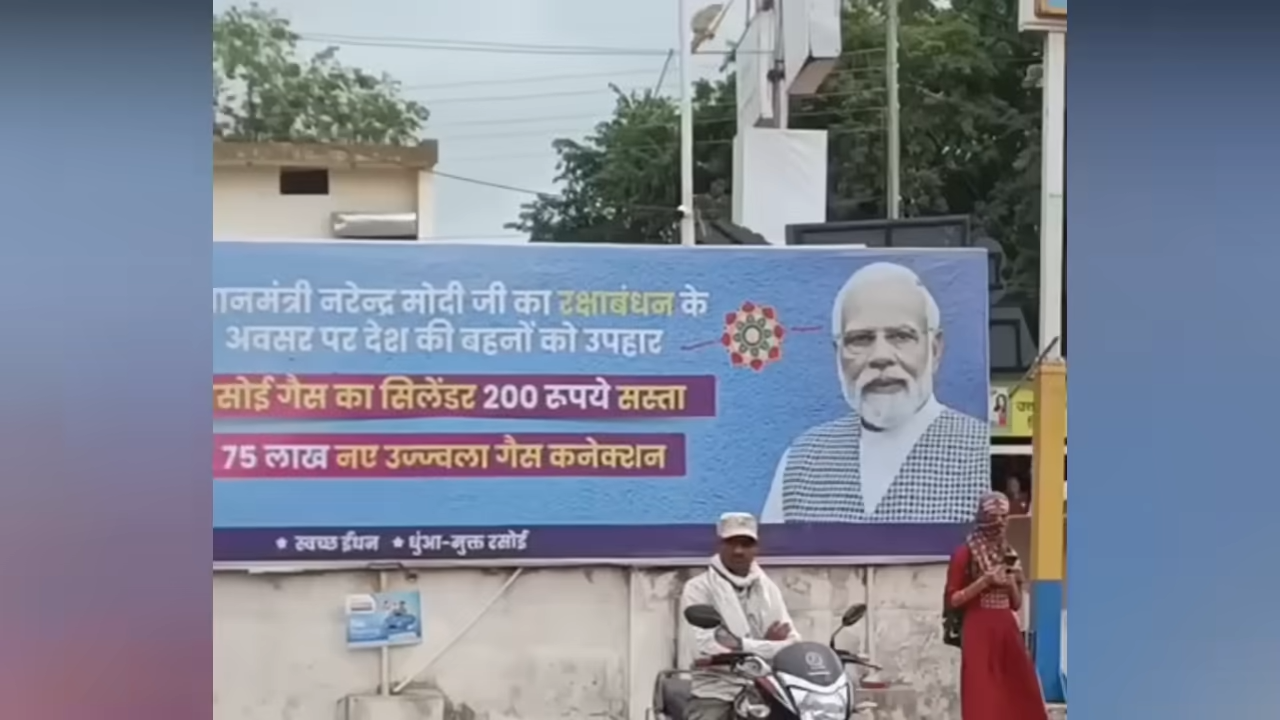 ानमंत्री नरेन्द्र मोदी जी का रक्षाबंधन के
अवसर पर देश की बहनों को उपहार
सोई गैस का सिलेंडर 200 रूपये सस्ता
75 लाख नए उज्ज्वला गैस कनेक्शन
स्वच्छ ईंधन * धुंआ-मुक्त रसोई